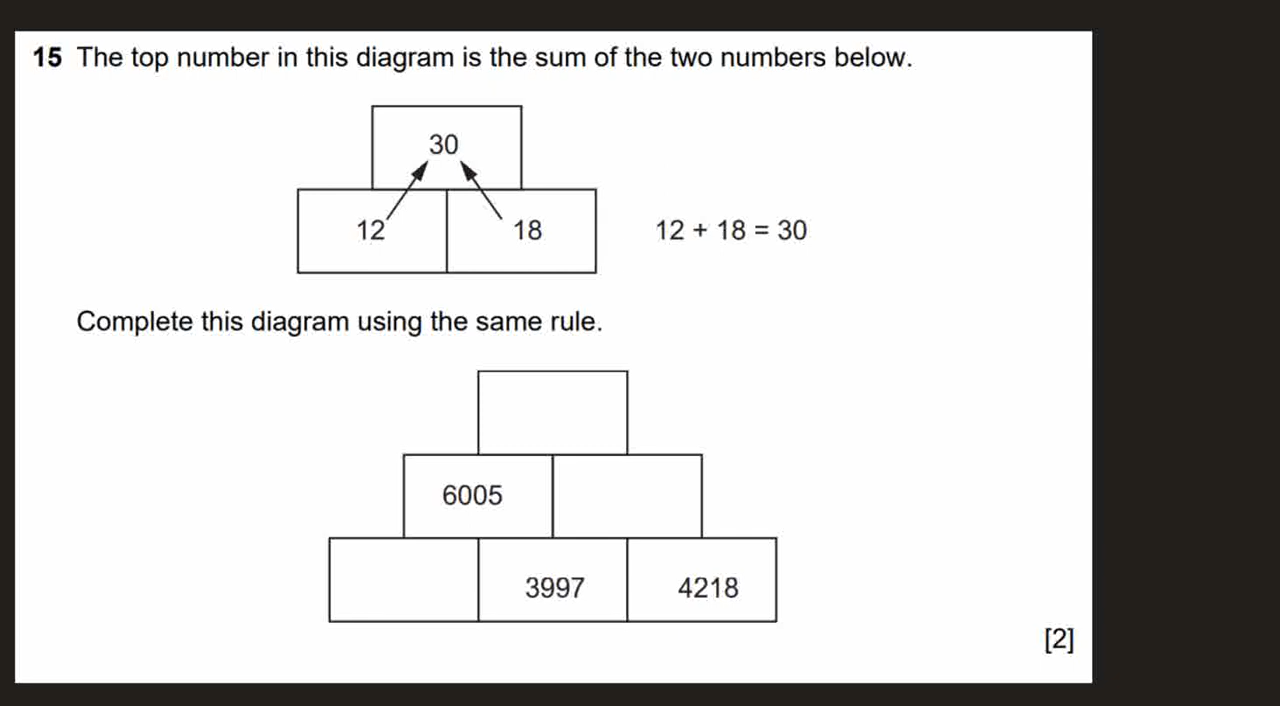 15 The top number in this diagram is the sum of the two numbers below.
30
12 18 12 + 18 = 30
Complete this diagram using the same rule.
6005
3997 4218
[2]